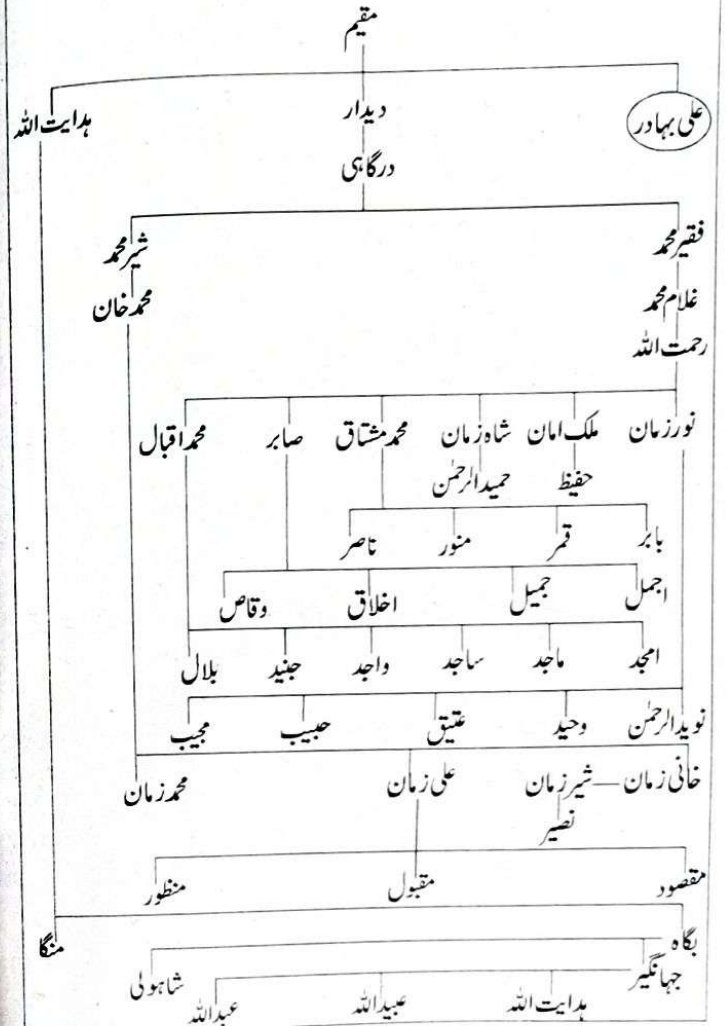 مقیم
علی بہادر دیدار ہدایت اللہ
درگاہی
فقیر محمد شیر محمد
غلام محمد محمد خان
رحمت اللہ
نور زمان ملک امان شاہ زمان محمد مشتاق صابر محمد اقبال
حفیظ حمید الرحمٰن
بابر قمر منور ناصر
اجمل جمیل اخلاق وقاص
امجد ماجد ساجد واجد جنید بلال
نوید الرحمٰن وحید عتیق حبیب مجیب
خانی زمان — شیر زمان علی زمان محمد زمان
نصیر
مقصود مقبول منظور
بگاہ منگا
جہانگیر شاہولی
ہدایت اللہ عبید اللہ عبد اللہ